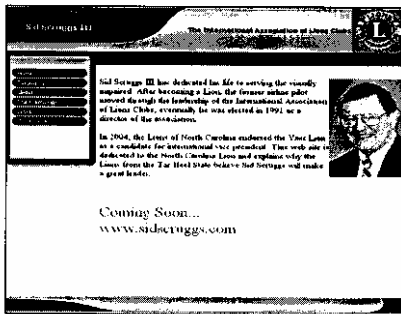 Sid Scruggs III
The International Association of Lions Clubs
L
Home
Sid Scruggs III has dedicated his life to serving the visually
impaired. After becoming a Lion, the former airline pilot
moved through the leadership of the International Association
of Lions Clubs, eventually he was elected in 1991 as a
director of the association.
In 2004, the Lions of North Carolina endorsed the Vass Lion
as a candidate for international vice president. This web site is
dedicated to the North Carolina Lion and explains why the
Lions from the Tar Heel State believe Sid Scruggs will make
a great leader.
Coming Soon...
www.sidscruggs.com